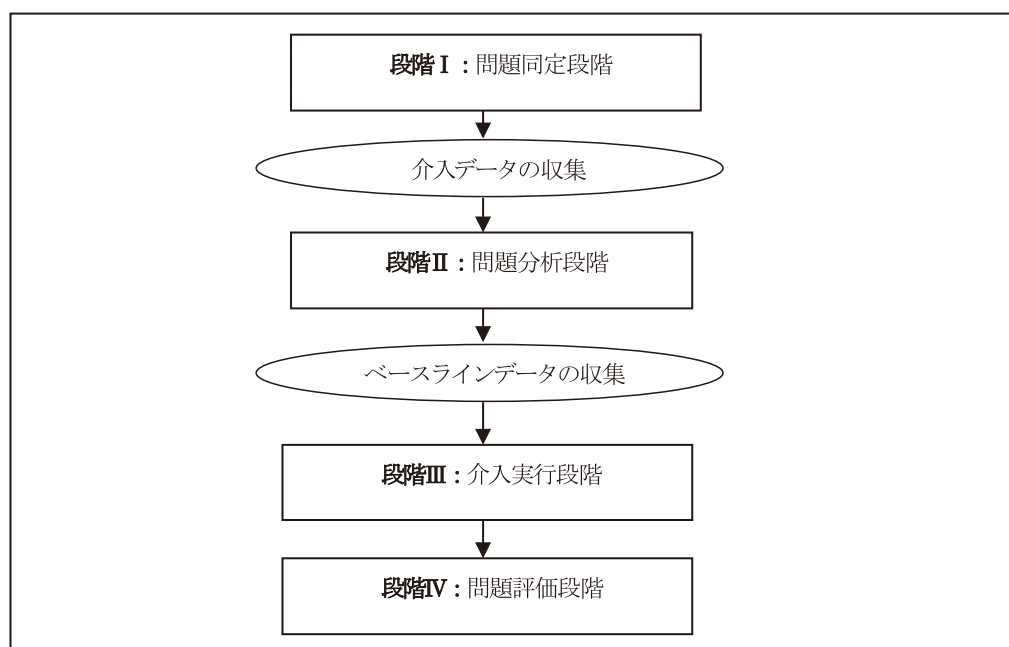 段階Ⅰ：問題同定段階
介入データの収集
段階Ⅱ：問題分析段階
ベースラインデータの収集
段階Ⅲ：介入実行段階
段階Ⅳ：問題評価段階